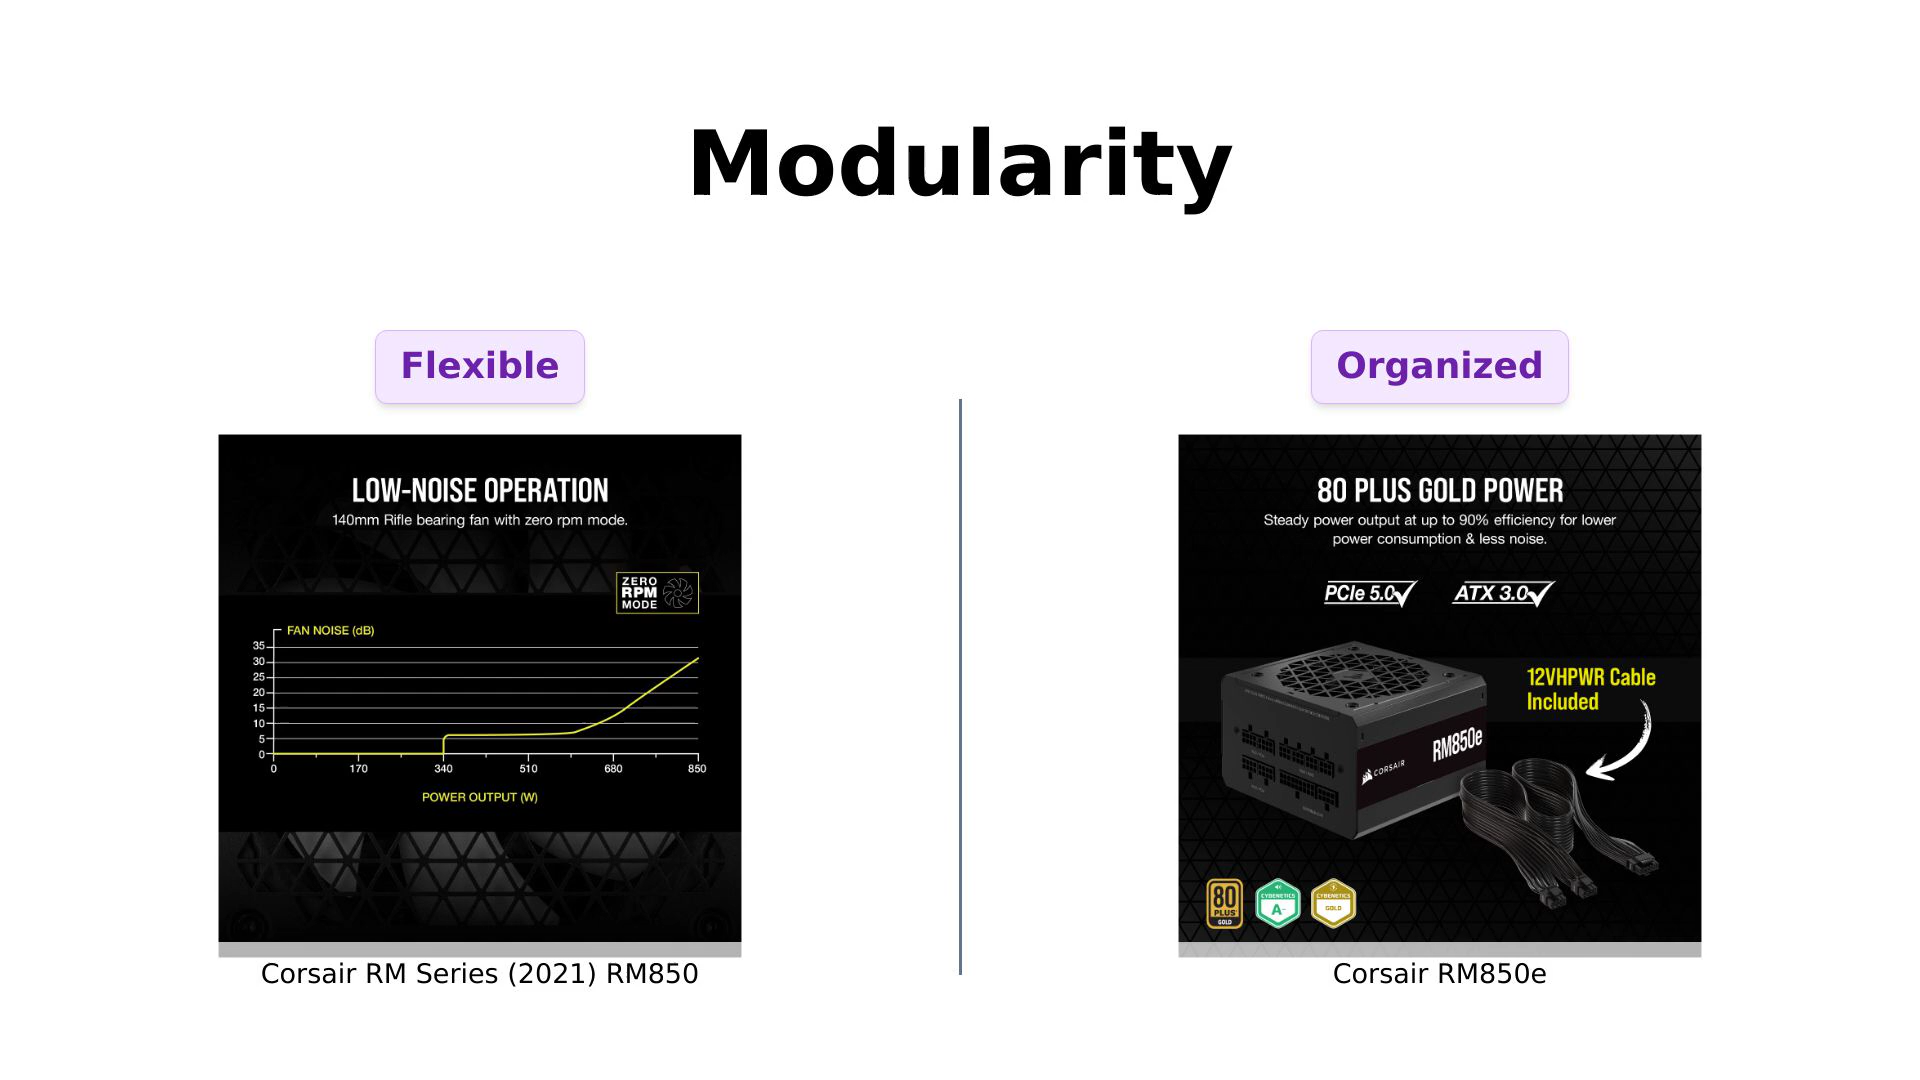 Modularity
Flexible
Organized
LOW-NOISE OPERATION
140mm Rifle bearing fan with zero rpm mode.
ZERO
RPM
MODE
FAN NOISE (dB)
35
30
25
20
15
10
5
0
0 170 340 510 680 850
POWER OUTPUT (W)
Corsair RM Series (2021) RM850
80 PLUS GOLD POWER
Steady power output at up to 90% efficiency for lower
power consumption & less noise.
PCIe 5.0 ATX 3.0
12VHPWR Cable
Included
RM850e
CORSAIR
80
PLUS
GOLD
CYBENETICS
A-
CYBENETICS
GOLD
Corsair RM850e